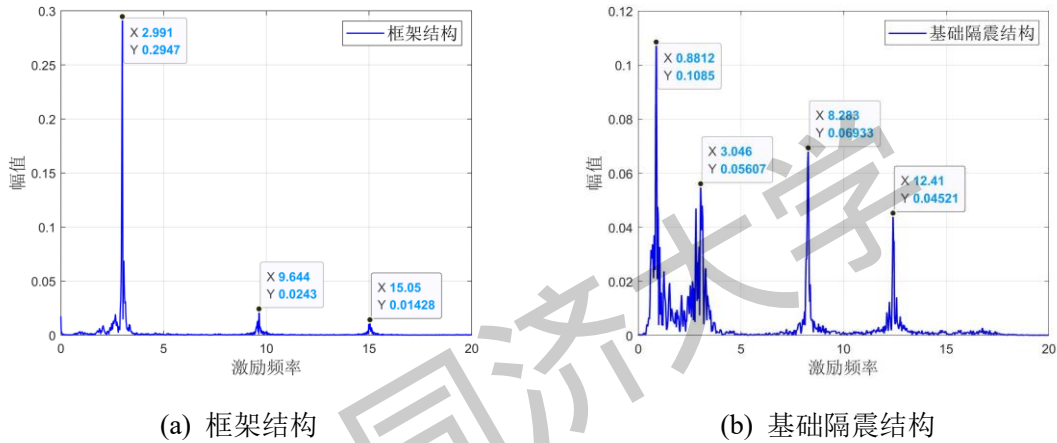 0.3
0.25
0.2
0.15
0.1
0.05
0
幅值
框架结构
X 2.991
Y 0.2947
X 9.644
Y 0.0243
X 15.05
Y 0.01428
0 5 10 15 20
激励频率
(a) 框架结构
0.12
0.1
0.08
0.06
0.04
0.02
0
幅值
基础隔震结构
X 0.8812
Y 0.1085
X 3.046
Y 0.05607
X 8.283
Y 0.06933
X 12.41
Y 0.04521
0 5 10 15 20
激励频率
(b) 基础隔震结构
同济大学